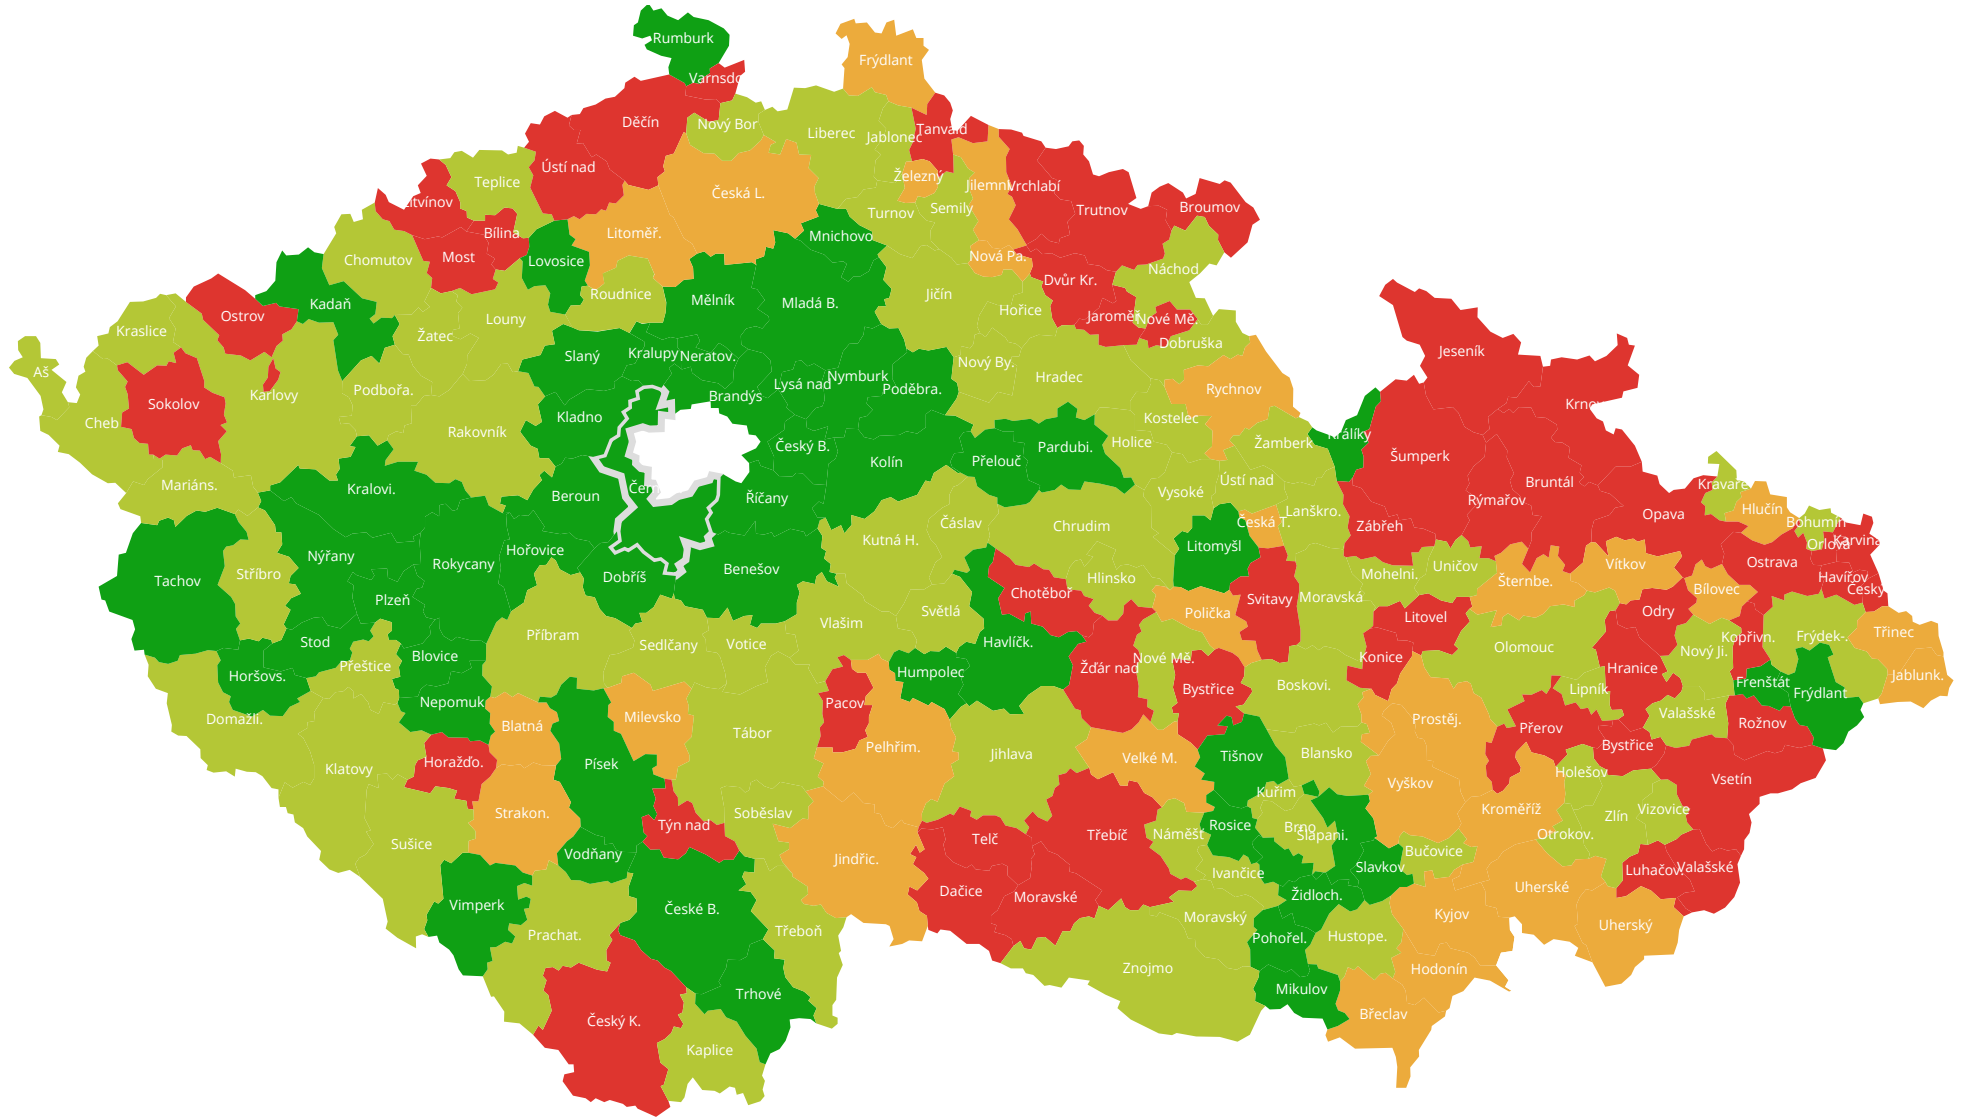 Rumburk
Frýdlant
Varnsdo
Děčín
Nový Bor
Liberec
Jablonec
Tanvald
Ústí nad
Teplice
Železný
Jilemni
Vrchlabí
Česká L.
Semily
Turnov
Trutnov
Broumov
itvínov
Bílina
Litoměř.
Mnichovo
Most
Lovosice
Chomutov
Nová Pa.
Náchod
Dvůr Kr.
Roudnice
Mělník
Mladá B.
Jičín
Hořice
Kadaň
Ostrov
Louny
Jaroměř
Nové Mě.
Kraslice
Žatec
Dobruška
Slaný
Kralupy
Neratov.
Jeseník
Nový By.
Aš
Lysá nad
Nymburk
Hradec
Podbořa.
Poděbra.
Rychnov
Karlovy
Brandýs
Sokolov
Krnov
Kladno
Kostelec
Cheb
Rakovník
Králíky
Český B.
Holice
Žamberk
Pardubi.
Šumperk
Kolín
Přelouč
Mariáns.
Kralovi.
Čern
Beroun
Říčany
Vysoké
Ústí nad
Bruntál
Kravaře
Rýmařov
Lanškro.
Hlučín
Opava
Česká T.
Chrudim
Čáslav
Zábřeh
Bohumín
Kutná H.
Litomyšl
Orlová
Karviná
Hořovice
Nýřany
Rokycany
Stříbro
Tachov
Dobříš
Benešov
Mohelni.
Uničov
Vítkov
Ostrava
Hlinsko
Šternbe.
Havířov
Český
Bílovec
Chotěboř
Plzeň
Svitavy
Moravská
Světlá
Polička
Odry
Vlašim
Litovel
Příbram
Stod
Havlíčk.
Sedlčany
Votice
Kopřivn.
Frýdek-.
Třinec
Olomouc
Nový Ji.
Blovice
Konice
Nové Mě.
Přeštice
Žďár nad
Hranice
Humpolec
Horšovs.
Jablunk.
Frenštát
Boskovi.
Bystřice
Lipník
Frýdlant
Nepomuk
Pacov
Valašské
Domažli.
Milevsko
Prostěj.
Rožnov
Blatná
Přerov
Tábor
Bystřice
Pelhřim.
Jihlava
Blansko
Tišnov
Velké M.
Horažďo.
Písek
Klatovy
Holešov
Vsetín
Vyškov
Kuřim
Kroměříž
Vizovice
Strakon.
Soběslav
Zlín
Týn nad
Rosice
Brno
Šlapani.
Náměšť
Třebíč
Otrokov.
Telč
Sušice
Bučovice
Vodňany
Jindřic.
Slavkov
Valašské
Luhačov.
Ivančice
Uherské
Dačice
Židloch.
Moravské
Vimperk
České B.
Kyjov
Moravský
Uherský
Třeboň
Prachat.
Pohořel.
Hustope.
Znojmo
Hodonín
Mikulov
Trhové
Břeclav
Český K.
Kaplice